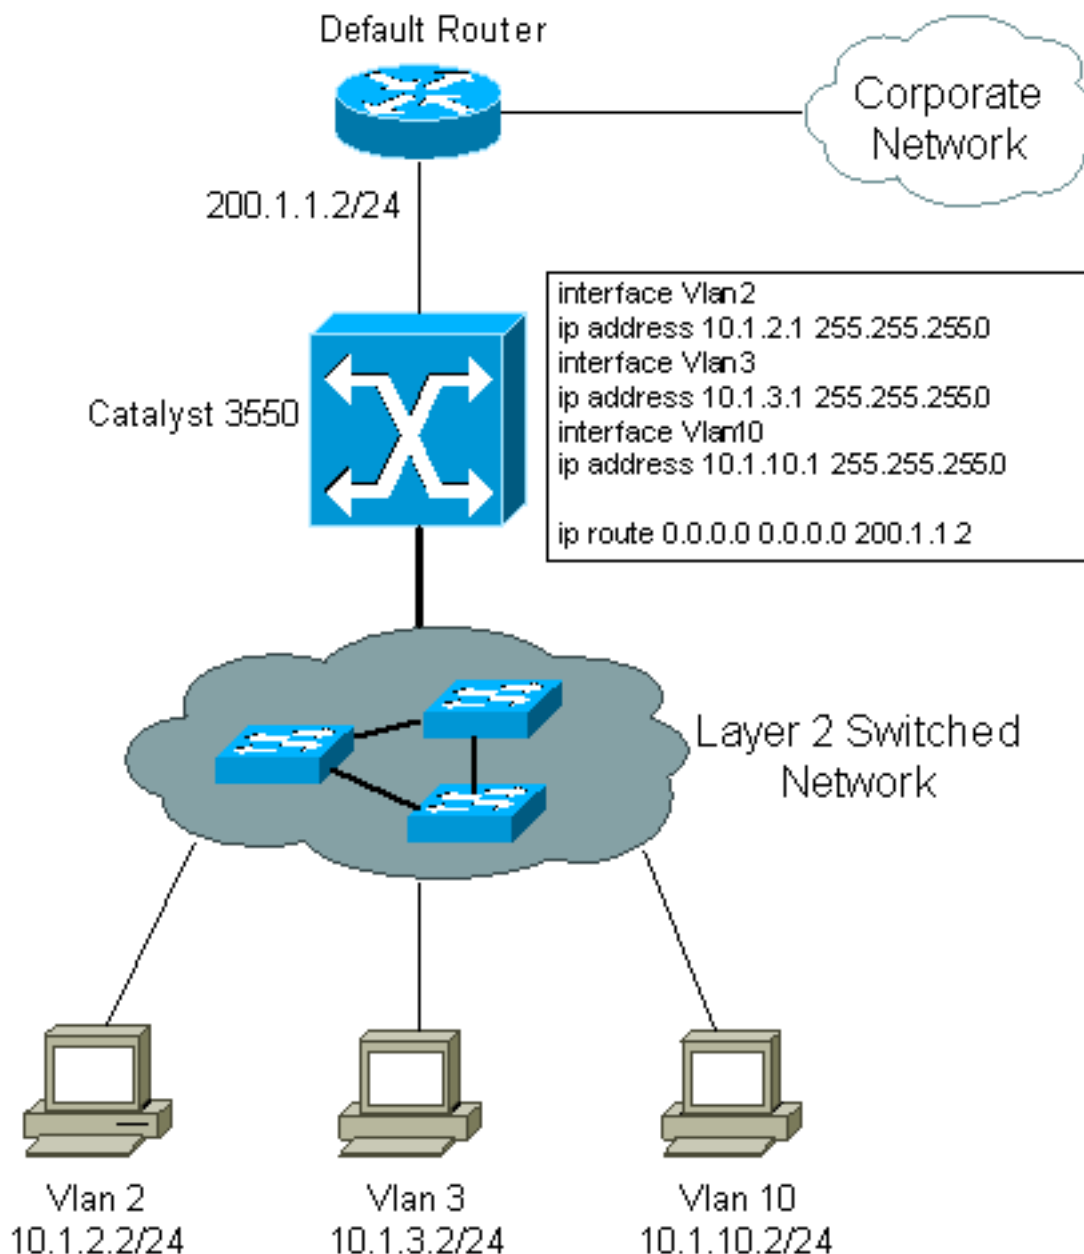 Default Router
Corporate
Network
200.1.1.2/24
interface Vlan2
ip address 10.1.2.1 255.255.255.0
interface Vlan3
ip address 10.1.3.1 255.255.255.0
interface Vlan10
ip address 10.1.10.1 255.255.255.0
ip route 0.0.0.0 0.0.0.0 200.1.1.2
Catalyst 3550
Layer 2 Switched
Network
Vlan 2
10.1.2.2/24
Vlan 3
10.1.3.2/24
Vlan 10
10.1.10.2/24